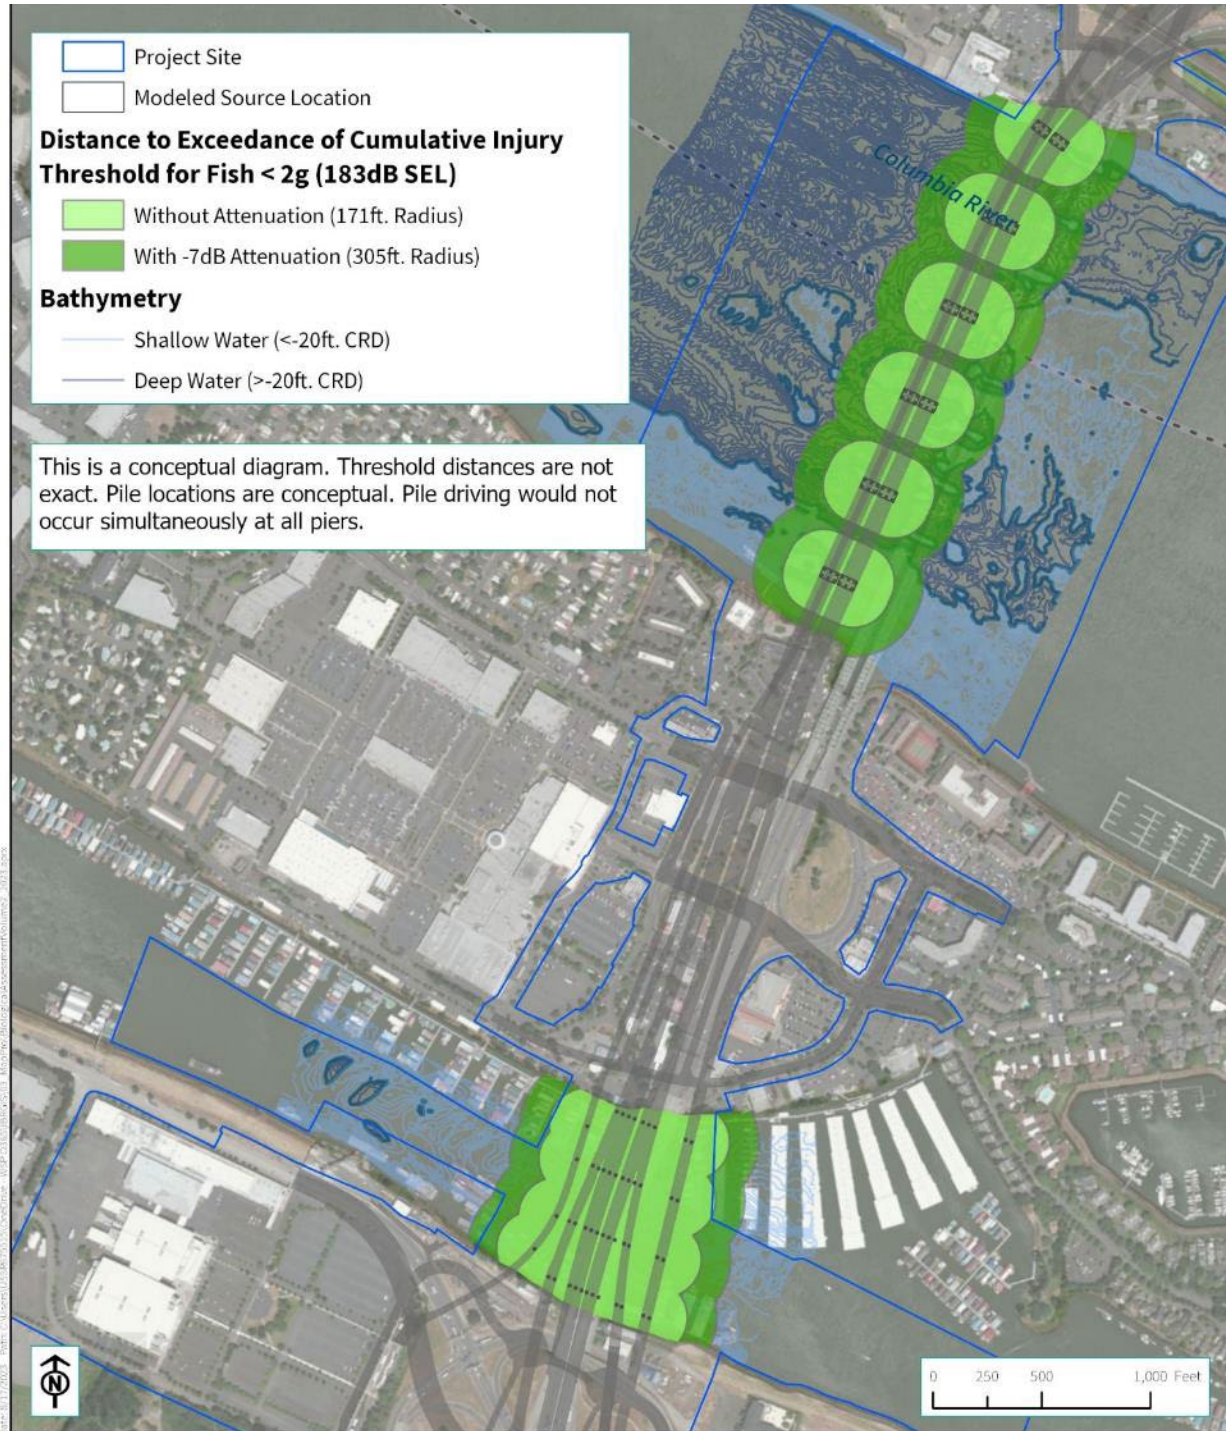 Project Site
Modeled Source Location
Distance to Exceedance of Cumulative Injury
Threshold for Fish < 2g (183dB SEL)
Without Attenuation (171ft. Radius)
With -7dB Attenuation (305ft. Radius)
Bathymetry
Shallow Water (<-20ft. CRD)
Deep Water (>-20ft. CRD)
This is a conceptual diagram. Threshold distances are not
exact. Pile locations are conceptual. Pile driving would not
occur simultaneously at all piers.
Columbia River
N
0 250 500 1,000 Feet